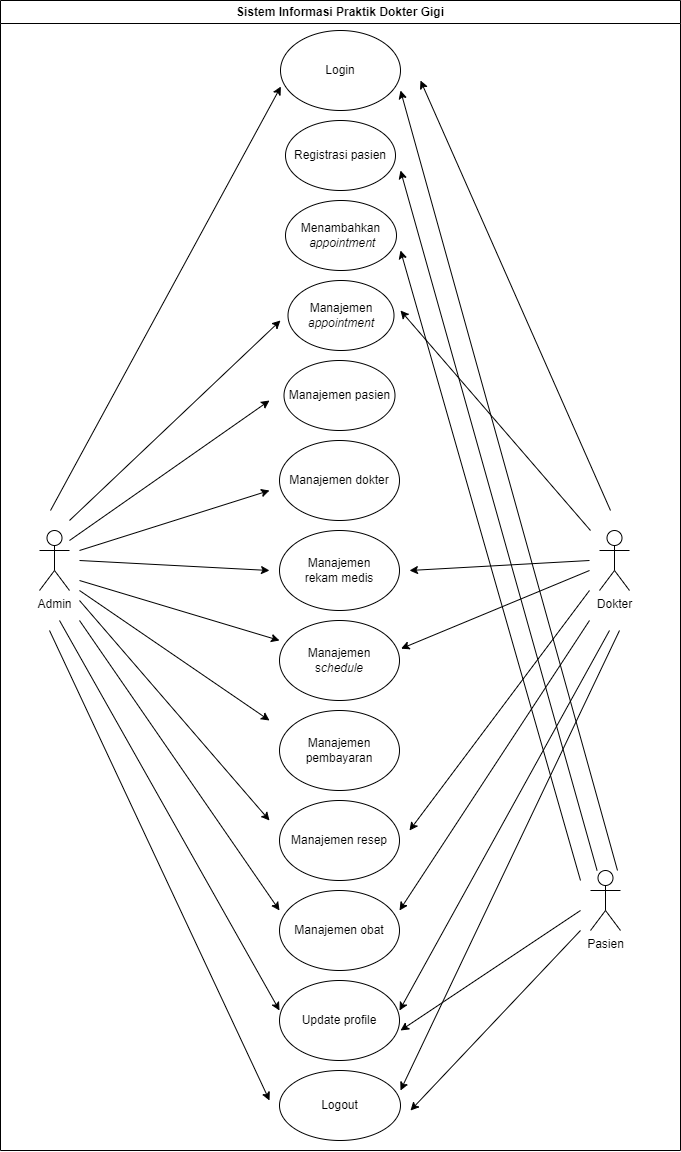 Sistem Informasi Praktik Dokter Gigi
Login
Registrasi pasien
Menambahkan
appointment
Manajemen
appointment
Manajemen pasien
Manajemen dokter
Manajemen
rekam medis
Admin
Dokter
Manajemen
schedule
Manajemen
pembayaran
Manajemen resep
Manajemen obat
Pasien
Update profile
Logout